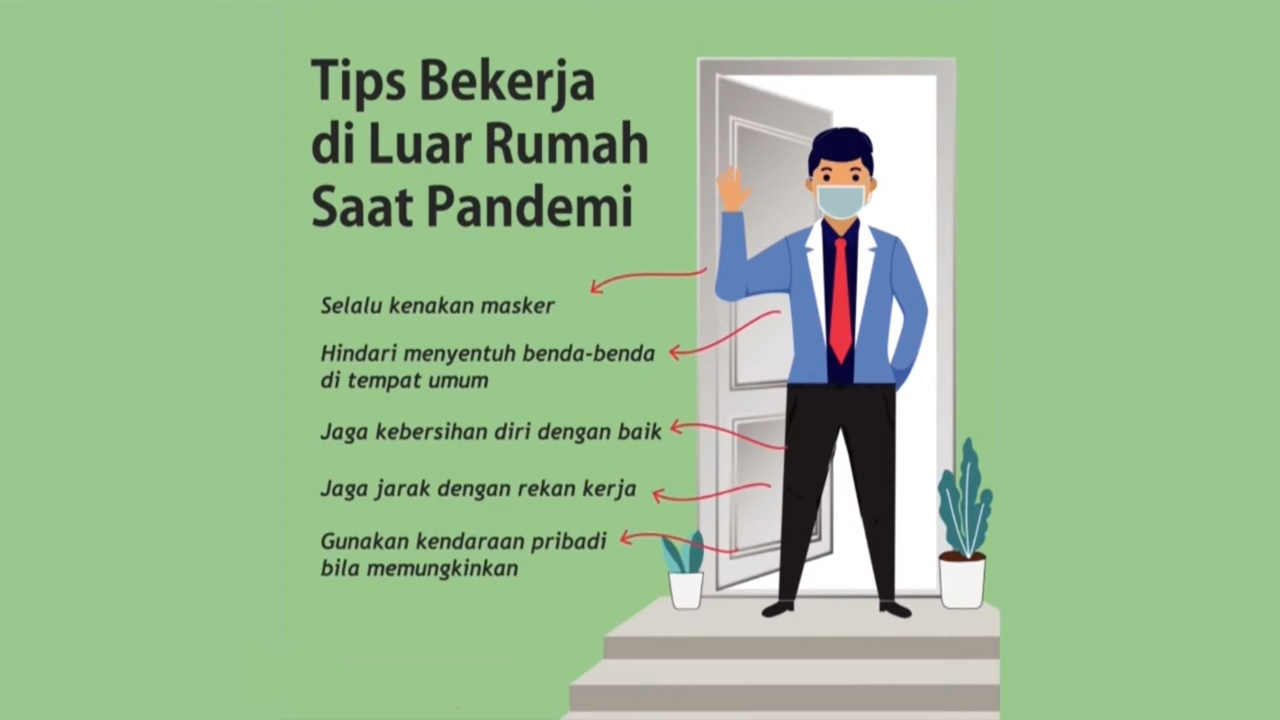 Tips Bekerja
di Luar Rumah
Saat Pandemi
Selalu kenakan masker
Hindari menyentuh benda-benda
di tempat umum
Jaga kebersihan diri dengan baik
Jaga jarak dengan rekan kerja
Gunakan kendaraan pribadi
bila memungkinkan